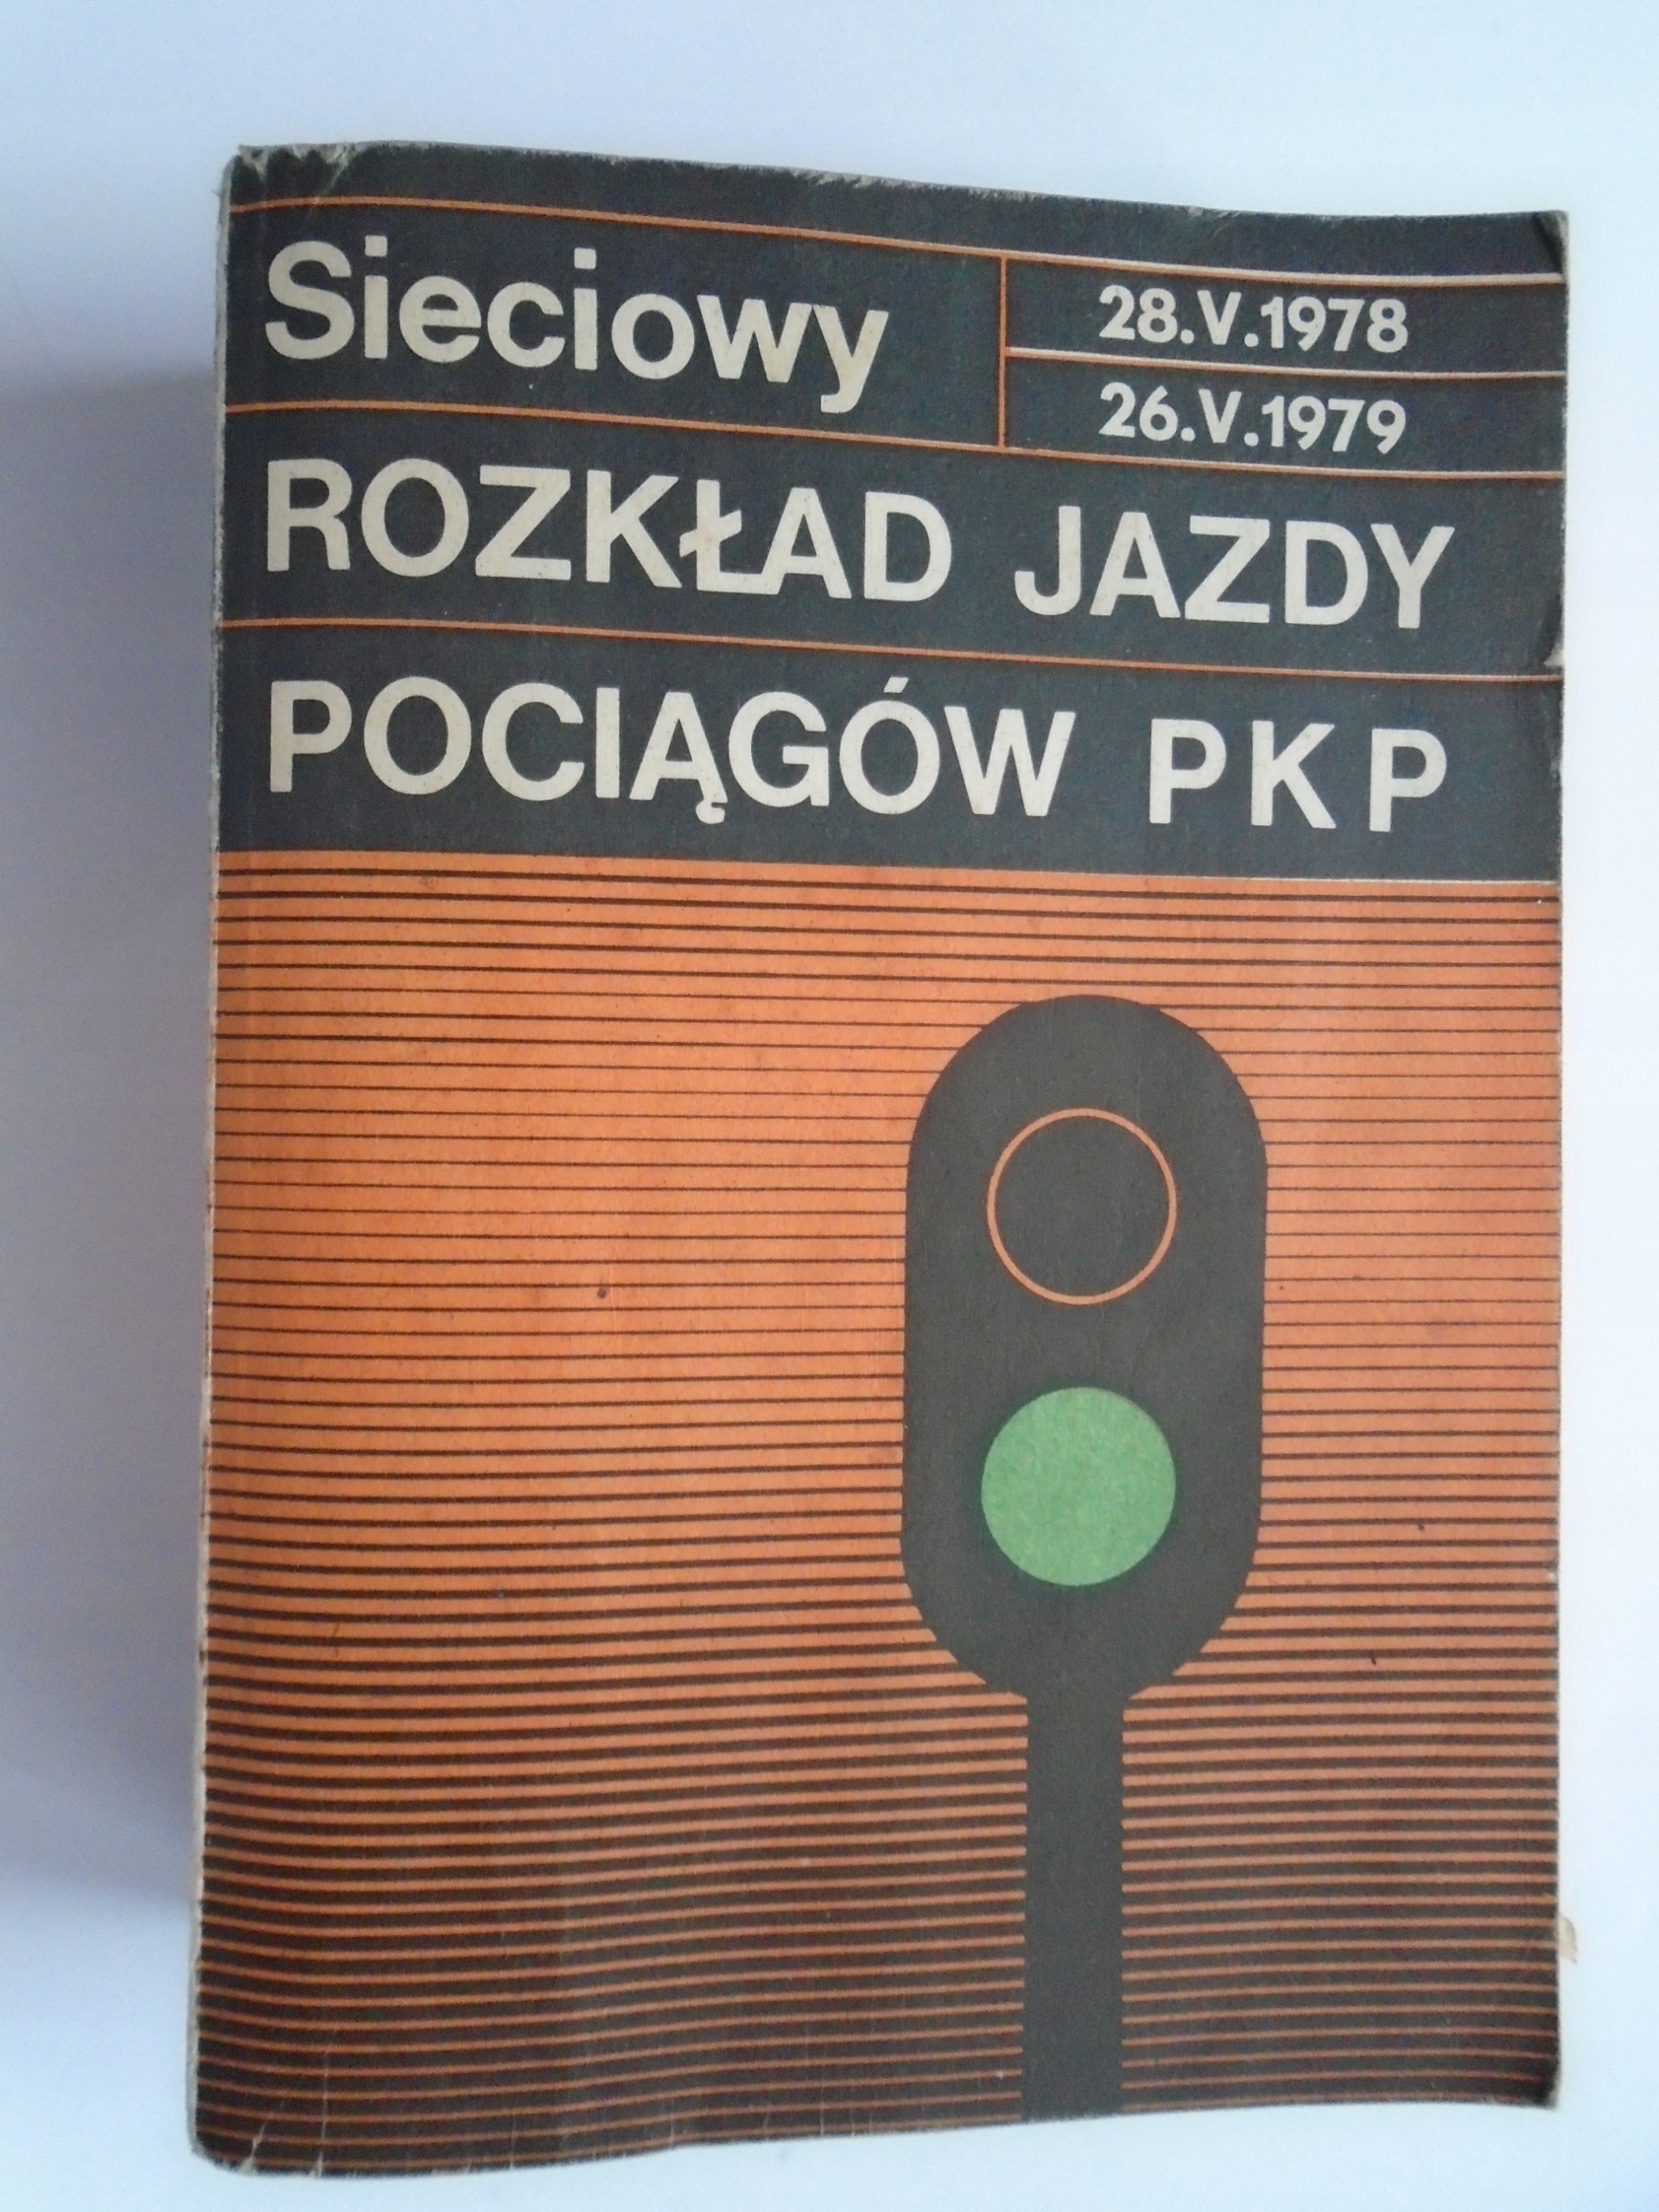 Sieciowy
28.V.1978
26.V.1979
ROZKŁAD JAZDY
POCIĄGÓW PKP